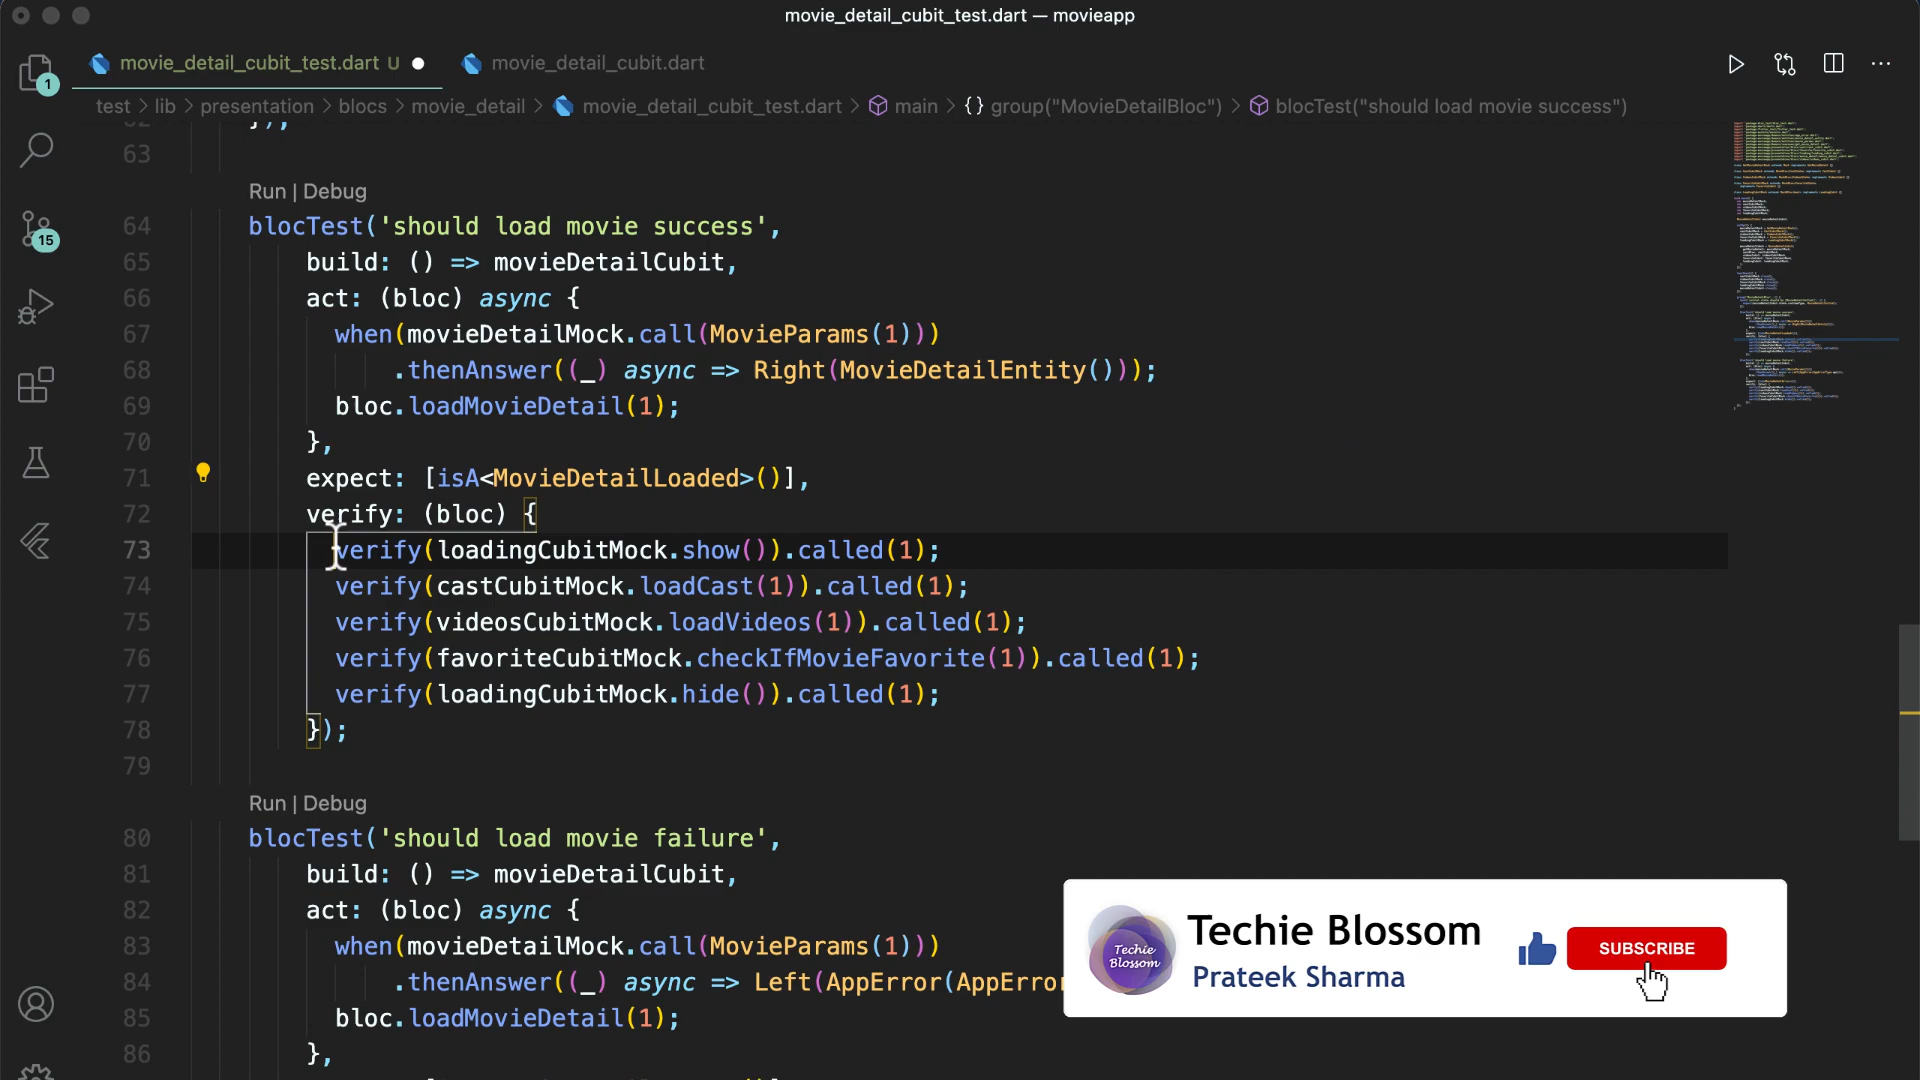 movie_detail_cubit_test.dart — movieapp
movie_detail_cubit_test.dart U
movie_detail_cubit.dart
test > lib > presentation > blocs > movie_detail > movie_detail_cubit_test.dart > main > {} group("MovieDetailBloc") > blocTest("should load movie success")
1
15
63
Run | Debug
64 blocTest('should load movie success',
65 build: () => movieDetailCubit,
66 act: (bloc) async {
67 when(movieDetailMock.call(MovieParams(1)))
68 .thenAnswer((_) async => Right(MovieDetailEntity()));
69 bloc.loadMovieDetail(1);
70 },
71 expect: [isA<MovieDetailLoaded>()],
72 verify: (bloc) {
73 verify(loadingCubitMock.show()).called(1);
74 verify(castCubitMock.loadCast(1)).called(1);
75 verify(videosCubitMock.loadVideos(1)).called(1);
76 verify(favoriteCubitMock.checkIfMovieFavorite(1)).called(1);
77 verify(loadingCubitMock.hide()).called(1);
78 });
79
Run | Debug
80 blocTest('should load movie failure',
81 build: () => movieDetailCubit,
82 act: (bloc) async {
83 when(movieDetailMock.call(MovieParams(1)))
84 .thenAnswer((_) async => Left(AppError(AppError
85 bloc.loadMovieDetail(1);
86 },
Techie Blossom
Techie Blossom
Prateek Sharma
SUBSCRIBE